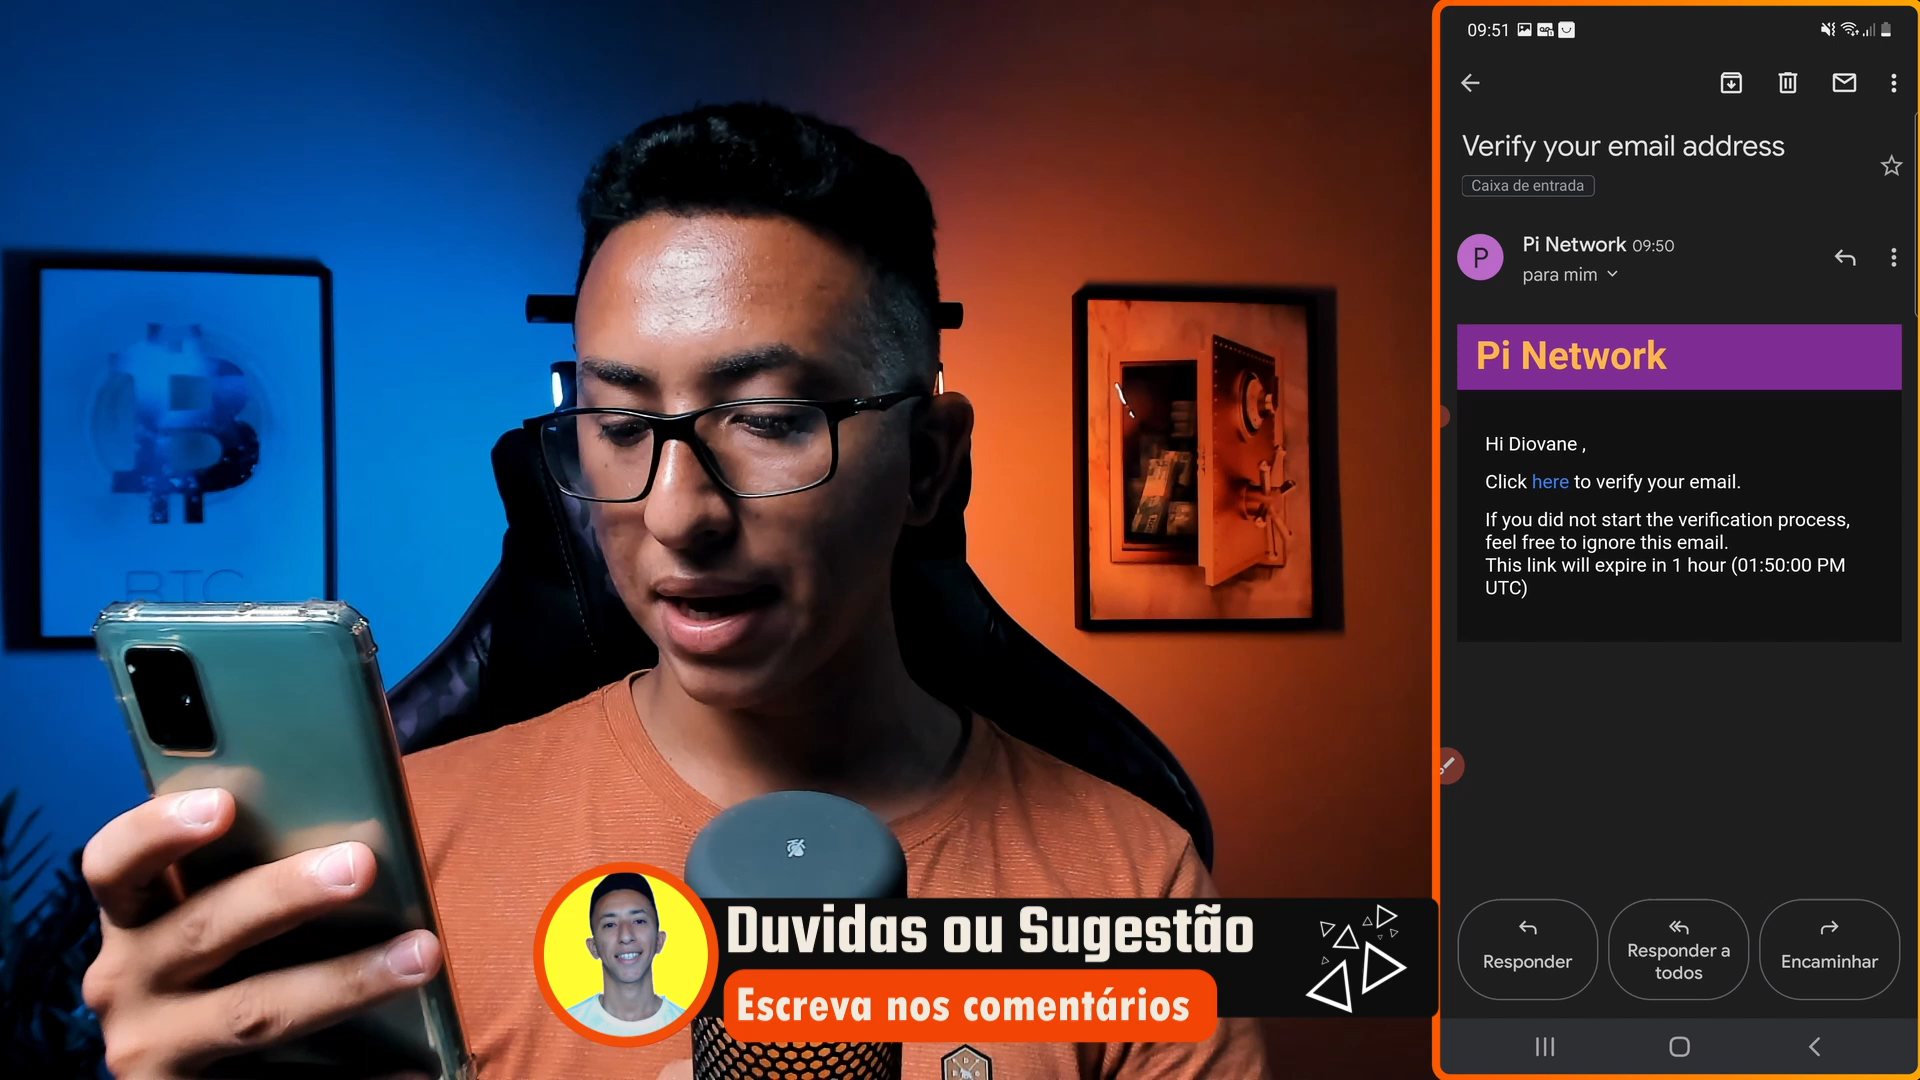 BTC
Duvidas ou Sugestão
Escreva nos comentários
09:51
Verify your email address
Caixa de entrada
P
Pi Network 09:50
para mim
Pi Network
Hi Diovane ,
Click here to verify your email.
If you did not start the verification process,
feel free to ignore this email.
This link will expire in 1 hour (01:50:00 PM
UTC)
Responder
Responder a
todos
Encaminhar